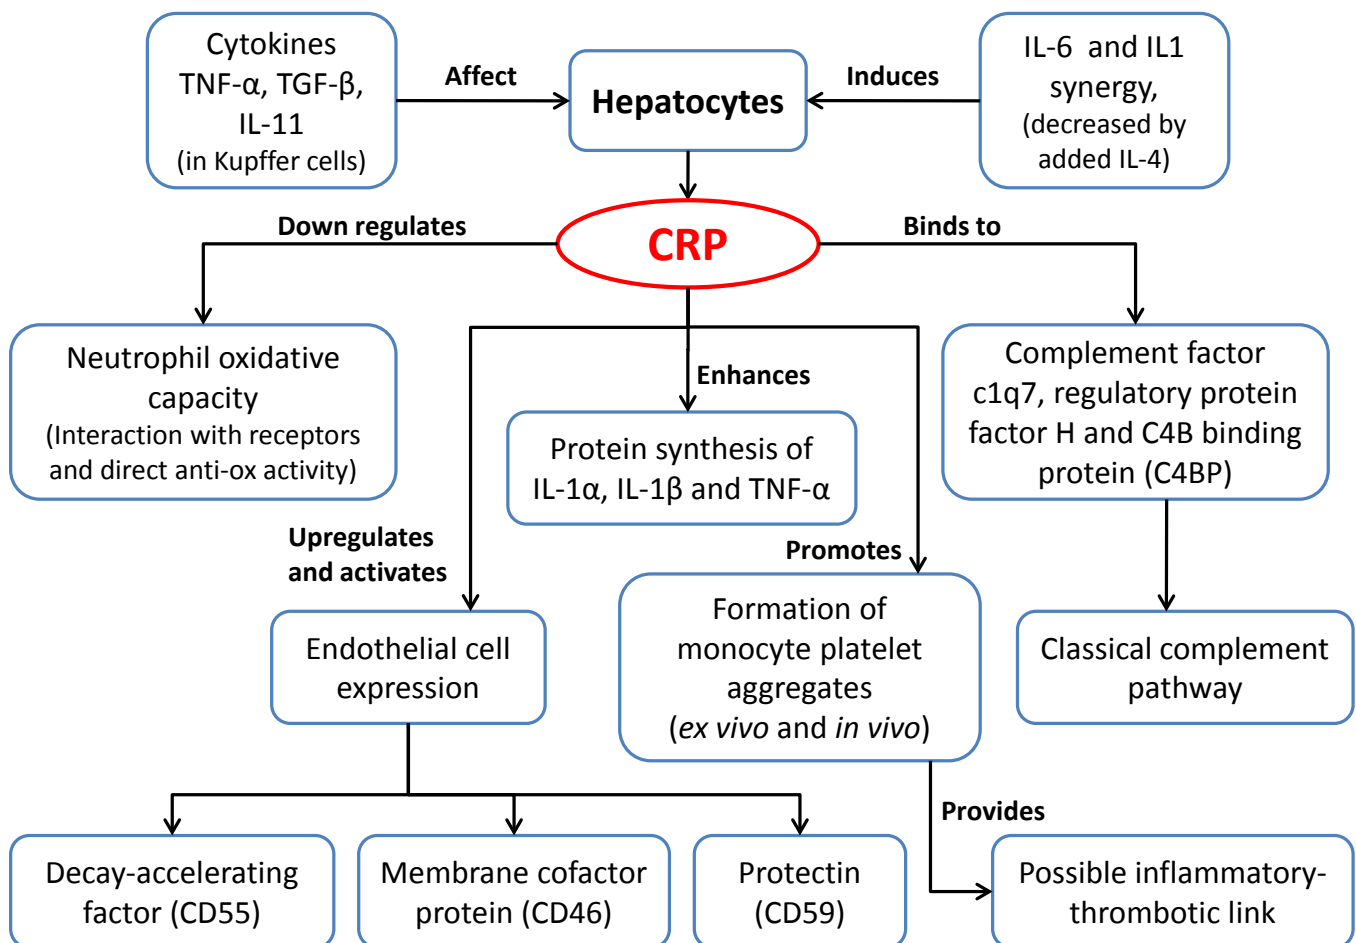 Cytokines
TNF-α, TGF-β,
IL-11
(in Kupffer cells)
Affect
Hepatocytes
Induces
IL-6 and IL1
synergy,
(decreased by
added IL-4)
Down regulates
CRP
Binds to
Neutrophil oxidative
capacity
(Interaction with receptors
and direct anti-ox activity)
Enhances
Protein synthesis of
IL-1α, IL-1β and TNF-α
Complement factor
c1q7, regulatory protein
factor H and C4B binding
protein (C4BP)
Upregulates
and activates
Promotes
Endothelial cell
expression
Formation of
monocyte platelet
aggregates
(ex vivo and in vivo)
Classical complement
pathway
Provides
Decay-accelerating
factor (CD55)
Membrane cofactor
protein (CD46)
Protectin
(CD59)
Possible inflammatory-
thrombotic link